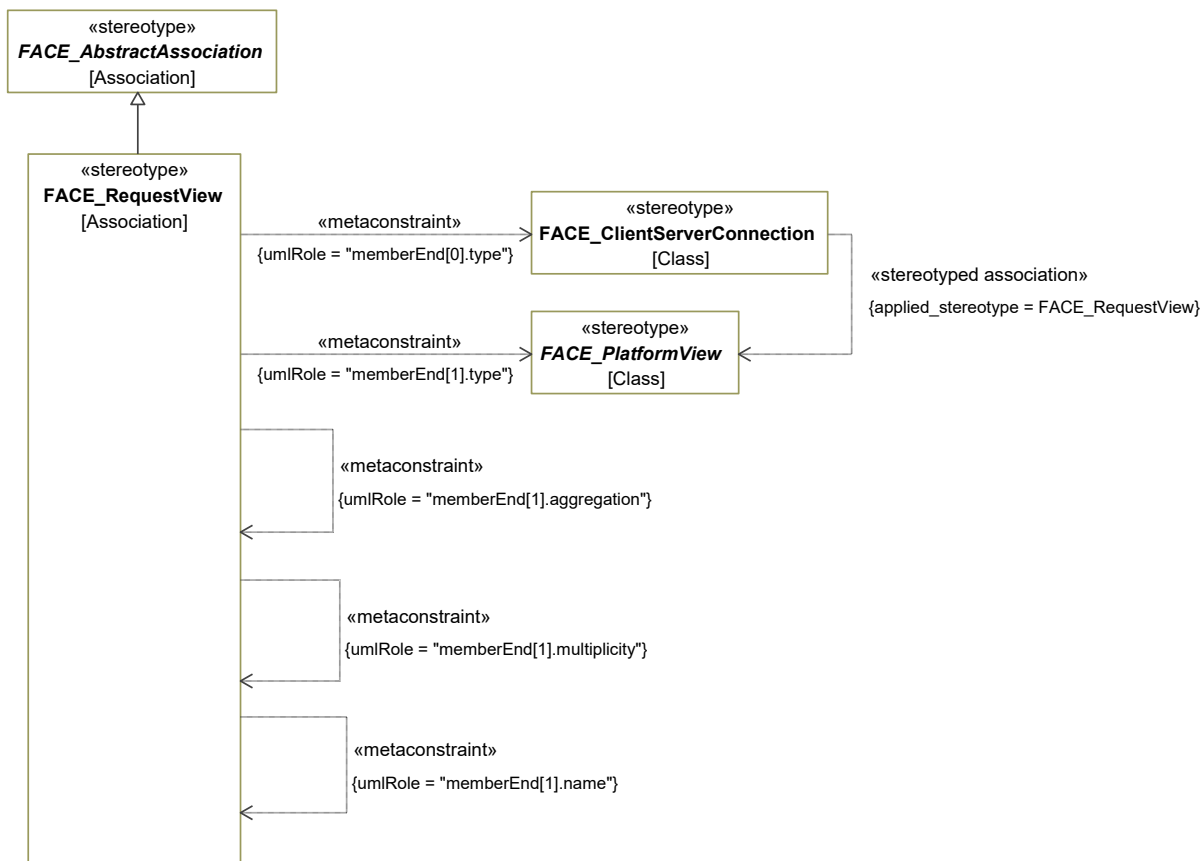 «stereotype»
FACE_AbstractAssociation
[Association]
«stereotype»
FACE_RequestView
[Association]
«metaconstraint»
{umlRole = "memberEnd[0].type"}
«stereotype»
FACE_ClientServerConnection
[Class]
«stereotyped association»
{applied_stereotype = FACE_RequestView}
«metaconstraint»
{umlRole = "memberEnd[1].type"}
«stereotype»
FACE_PlatformView
[Class]
«metaconstraint»
{umlRole = "memberEnd[1].aggregation"}
«metaconstraint»
{umlRole = "memberEnd[1].multiplicity"}
«metaconstraint»
{umlRole = "memberEnd[1].name"}